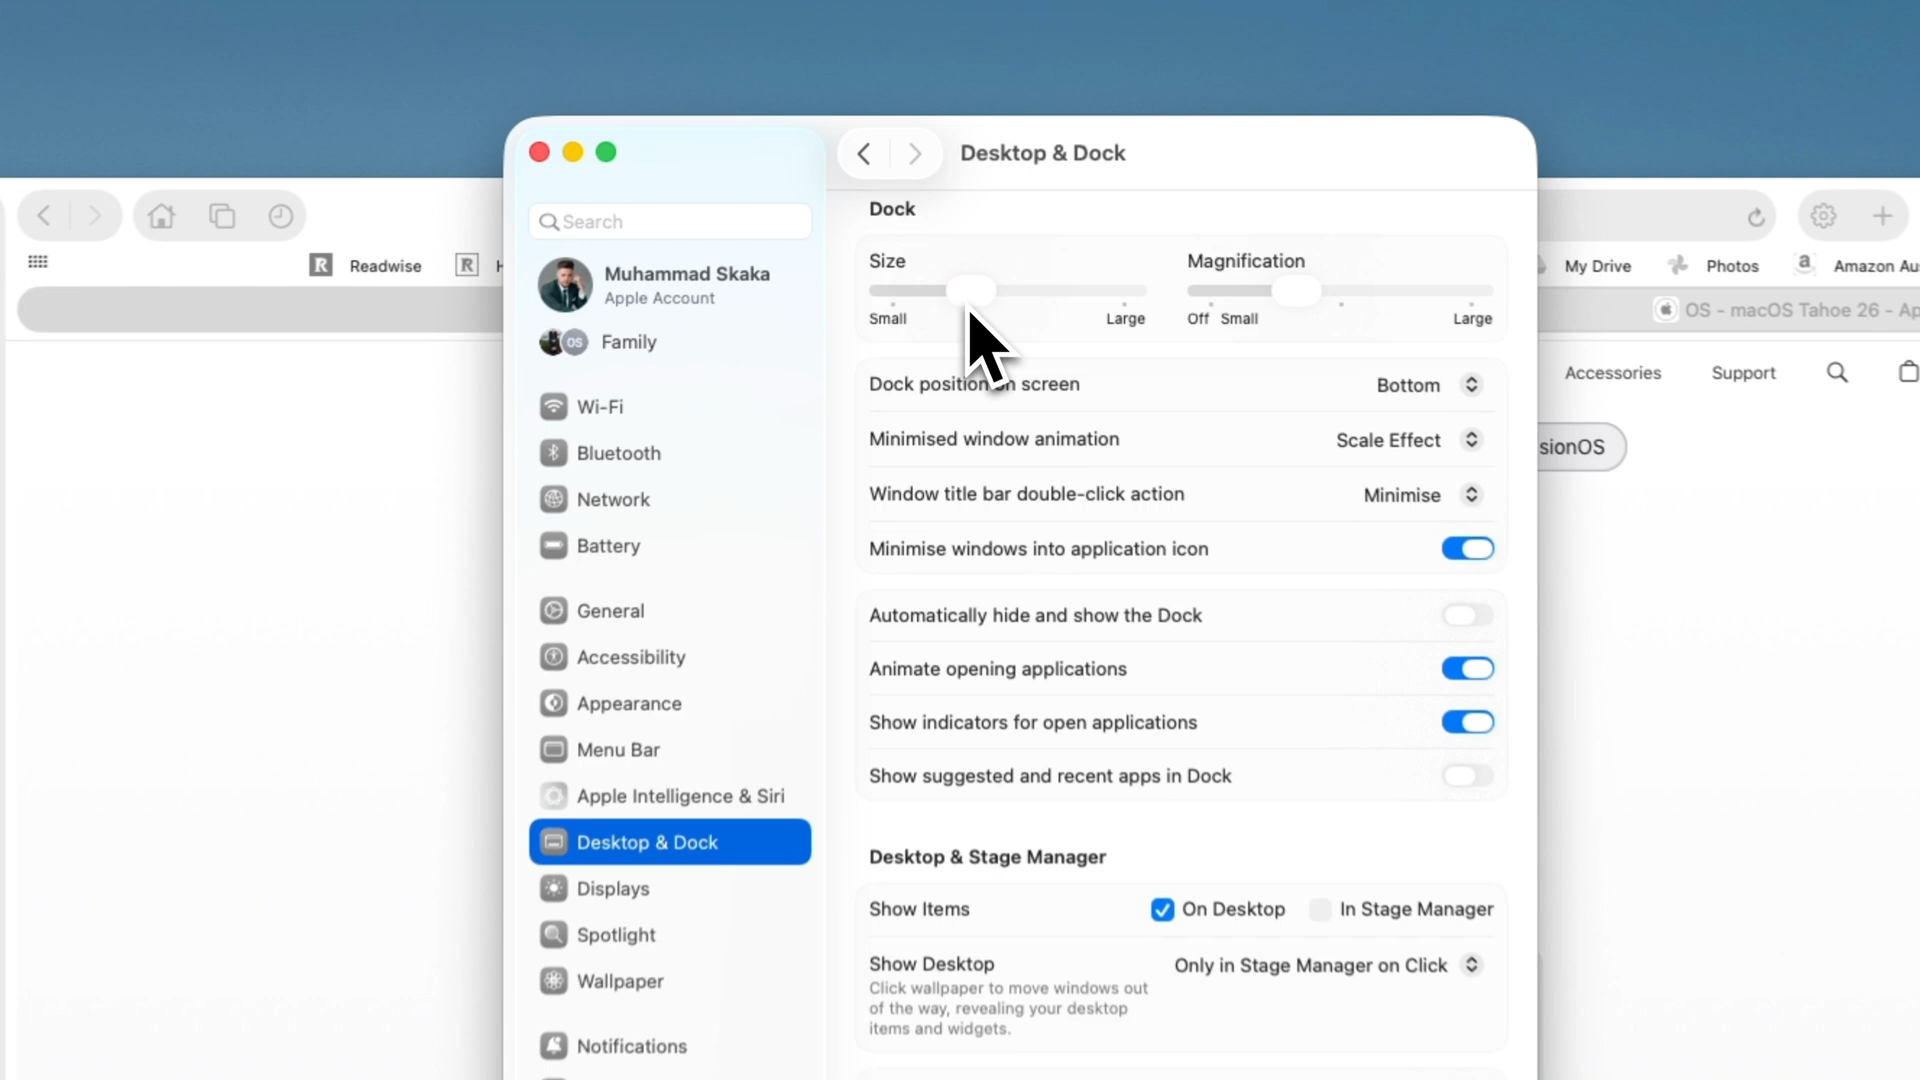 Desktop & Dock
Search
Muhammad Skaka
Apple Account
OS
Family
Wi-Fi
Bluetooth
Network
Battery
General
Accessibility
Appearance
Menu Bar
Apple Intelligence & Siri
Desktop & Dock
Displays
Spotlight
Wallpaper
Notifications
Dock
Size
Small
Large
Magnification
Off
Small
Large
Dock position on screen
Bottom
Minimised window animation
Scale Effect
Window title bar double-click action
Minimise
Minimise windows into application icon
Automatically hide and show the Dock
Animate opening applications
Show indicators for open applications
Show suggested and recent apps in Dock
Desktop & Stage Manager
Show Items
On Desktop
In Stage Manager
Show Desktop
Only in Stage Manager on Click
Click wallpaper to move windows out
of the way, revealing your desktop
items and widgets.
R Readwise
R H
My Drive
Photos
a Amazon Au
OS - macOS Tahoe 26 - Ap
Accessories
Support
sionOS